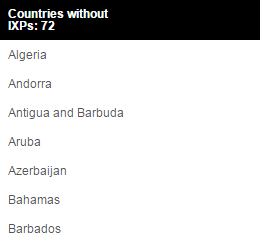 Countries without
IXPs: 72
Algeria
Andorra
Antigua and Barbuda
Aruba
Azerbaijan
Bahamas
Barbados